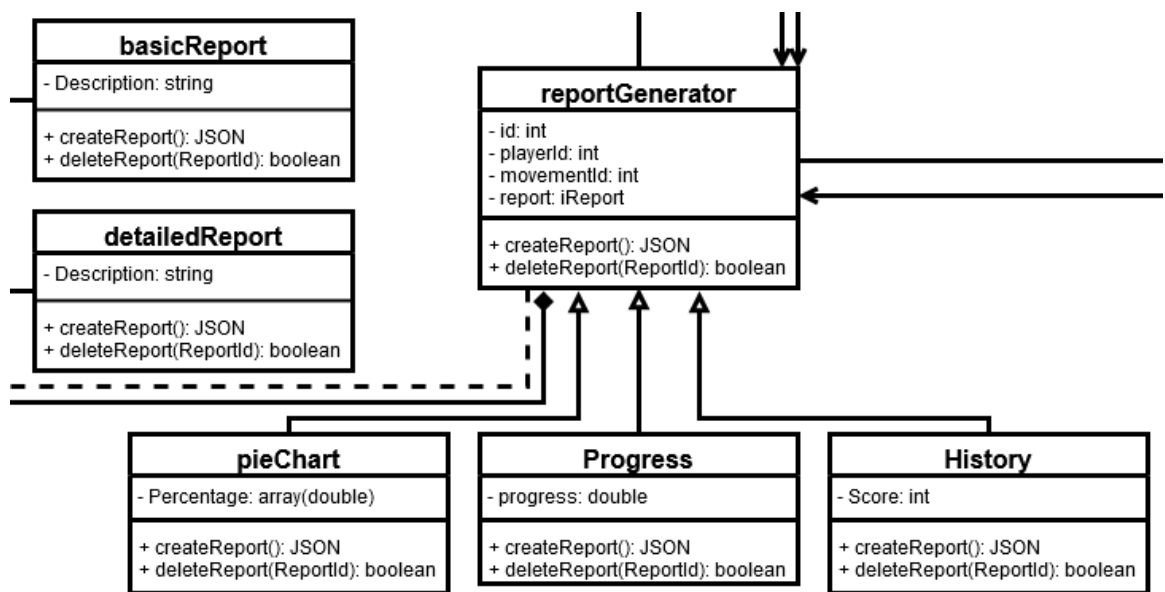 basicReport
- Description: string
+ createReport(): JSON
+ deleteReport(ReportId): boolean
reportGenerator
- id: int
- playerId: int
- movementId: int
- report: iReport
+ createReport(): JSON
+ deleteReport(ReportId): boolean
detailedReport
- Description: string
+ createReport(): JSON
+ deleteReport(ReportId): boolean
pieChart
- Percentage: array(double)
+ createReport(): JSON
+ deleteReport(ReportId): boolean
Progress
- progress: double
+ createReport(): JSON
+ deleteReport(ReportId): boolean
History
- Score: int
+ createReport(): JSON
+ deleteReport(ReportId): boolean